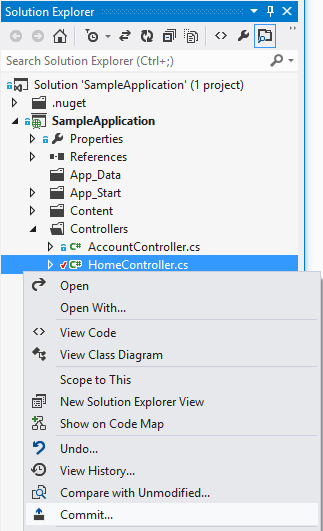 Solution Explorer
Search Solution Explorer (Ctrl+;)
Solution 'SampleApplication' (1 project)
.nuget
SampleApplication
Properties
References
App_Data
App_Start
Content
Controllers
AccountController.cs
HomeController.cs
Open
Open With...
View Code
View Class Diagram
Scope to This
New Solution Explorer View
Show on Code Map
Undo...
View History...
Compare with Unmodified...
Commit...